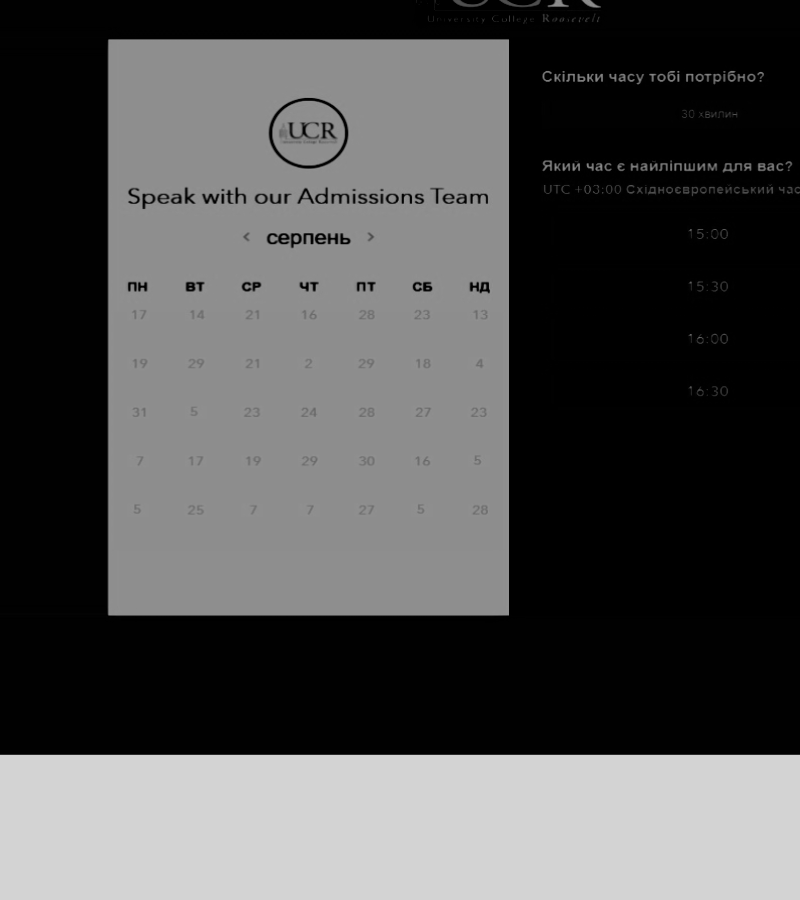 UCR
University College Roosevelt
UCR
Speak with our Admissions Team
< серпень >
ПН ВТ СР ЧТ ПТ СБ НД
17 14 21 16 28 23 13
19 29 21 2 29 18 4
31 5 23 24 28 27 23
7 17 19 29 30 16 5
5 25 7 7 27 5 28
Скільки часу тобі потрібно?
30 хвилин
Який час є найліпшим для вас?
UTC +03:00 Східноєвропейський час
15:00
15:30
16:00
16:30